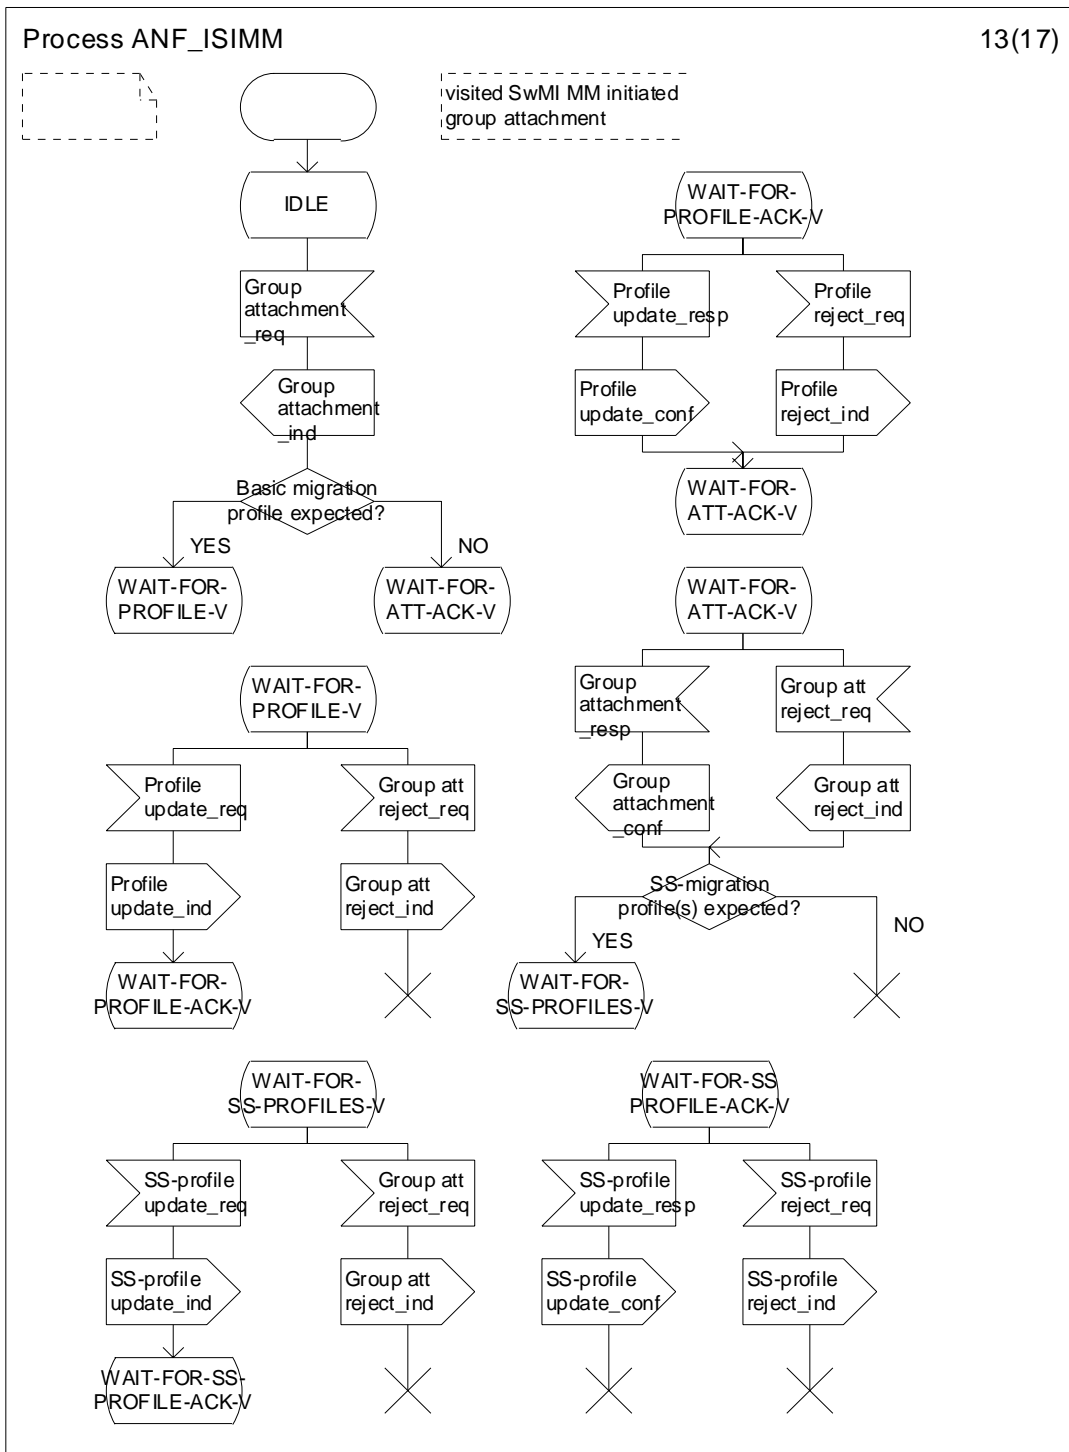 Process ANF_ISIMM
13(17)
visited SwMI MM initiated
group attachment
IDLE
Group
attachment
_req
Group
attachment
_ind
Basic migration
profile expected?
YES
NO
WAIT-FOR-
PROFILE-V
WAIT-FOR-
ATT-ACK-V
WAIT-FOR-
PROFILE-ACK-V
Profile
update_resp
Profile
reject_req
Profile
update_conf
Profile
reject_ind
WAIT-FOR-
ATT-ACK-V
WAIT-FOR-
PROFILE-V
Profile
update_req
Group att
reject_req
Profile
update_ind
Group att
reject_ind
WAIT-FOR-
PROFILE-ACK-V
WAIT-FOR-
ATT-ACK-V
Group
attachment
_resp
Group att
reject_req
Group
attachment
_conf
Group att
reject_ind
SS-migration
profile(s) expected?
YES
NO
WAIT-FOR-
SS-PROFILES-V
WAIT-FOR-
SS-PROFILES-V
SS-profile
update_req
Group att
reject_req
SS-profile
update_ind
Group att
reject_ind
WAIT-FOR-SS-
PROFILE-ACK-V
WAIT-FOR-SS
PROFILE-ACK-V
SS-profile
update_resp
SS-profile
reject_req
SS-profile
update_conf
SS-profile
reject_ind